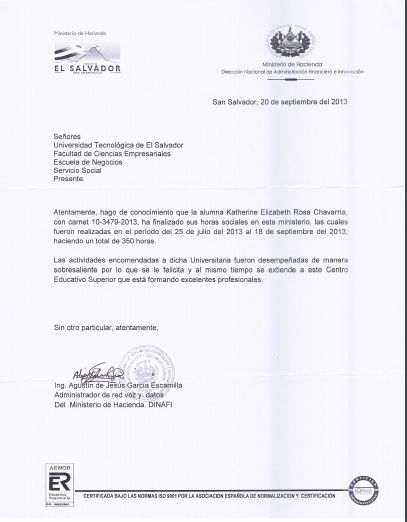 Ministerio de Hacienda
EL SALVADOR
Ministerio de Hacienda
Dirección Nacional de Administración Financiera e Innovación
San Salvador, 20 de septiembre del 2013
Señores
Universidad Tecnológica de El Salvador
Facultad de Ciencias Empresariales
Escuela de Negocios
Servicio Social
Presente.
Atentamente, hago de conocimiento que la alumna Katherine Elizabeth Rosa Chavarría,
con carnet 10-3479-2013, ha finalizado sus horas sociales en este ministerio, las cuales
fueron realizadas en el período del 25 de julio del 2013 al 18 de septiembre del 2013;
haciendo un total de 350 horas.
Las actividades encomendadas a dicha Universitaria fueron desempeñadas de manera
sobresaliente por lo que se le felicita y al mismo tiempo se extiende a este Centro
Educativo Superior que está formando excelentes profesionales.
Sin otro particular, atentamente,
Ing. Agustín de Jesús García Escamilla
Administrador de red voz y datos
Del Ministerio de Hacienda. DINAFI
AENOR
ER
Empresa
Registrada
CERTIFICADA BAJO LAS NORMAS ISO 9001 POR LA ASOCIACION ESPAÑOLA DE NORMALIZACION Y CERTIFICACION